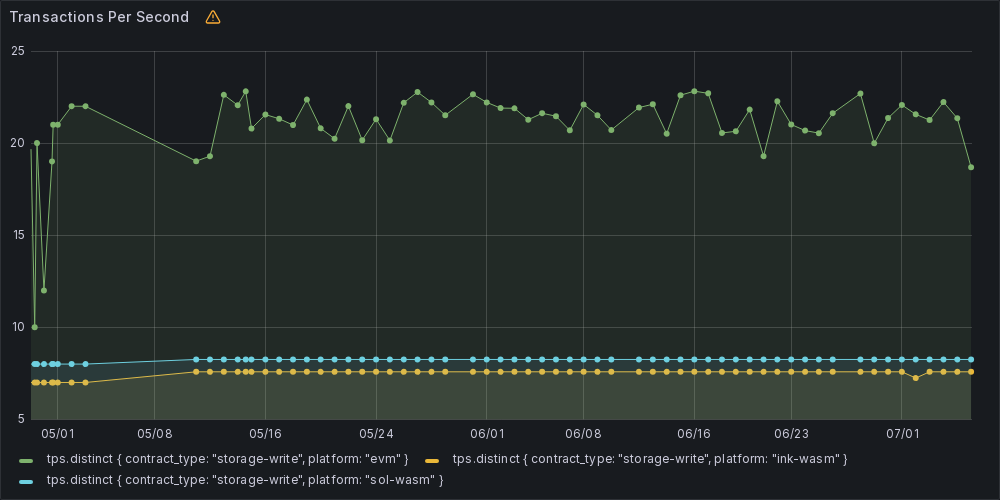 Transactions Per Second
25
20
15
10
5
05/01 05/08 05/16 05/24 06/01 06/08 06/16 06/23 07/01
tps.distinct { contract_type: "storage-write", platform: "evm" } tps.distinct { contract_type: "storage-write", platform: "ink-wasm" }
tps.distinct { contract_type: "storage-write", platform: "sol-wasm" }